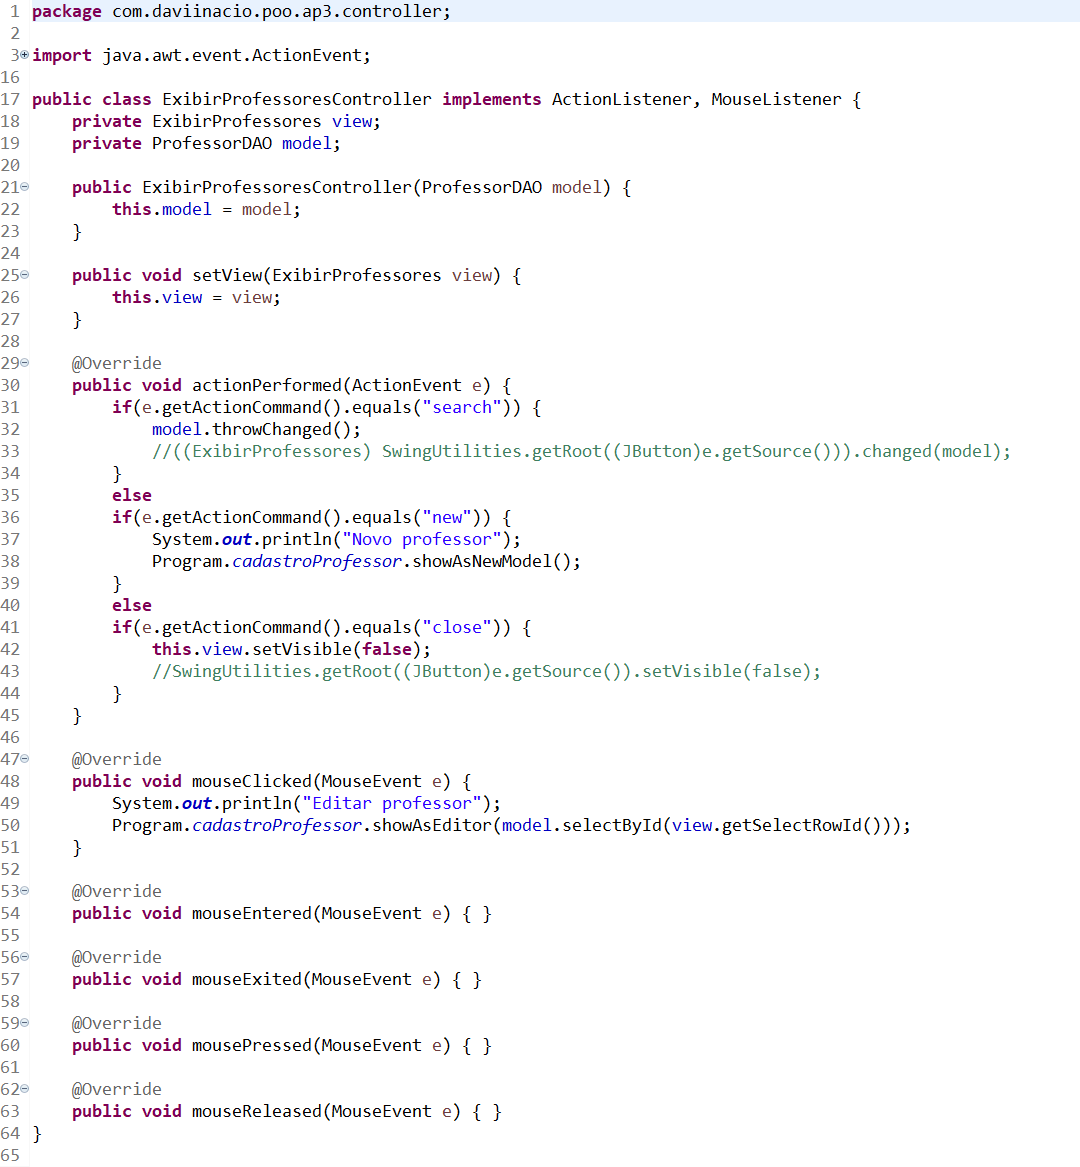 1 package com.daviinacio.poo.ap3.controller;
2
3 import java.awt.event.ActionEvent;
16
17 public class ExibirProfessoresController implements ActionListener, MouseListener {
18     private ExibirProfessores view;
19     private ProfessorDAO model;
20
21     public ExibirProfessoresController(ProfessorDAO model) {
22         this.model = model;
23     }
24
25     public void setView(ExibirProfessores view) {
26         this.view = view;
27     }
28
29     @Override
30     public void actionPerformed(ActionEvent e) {
31         if(e.getActionCommand().equals("search")) {
32             model.throwChanged();
33             //((ExibirProfessores) SwingUtilities.getRoot((JButton)e.getSource())).changed(model);
34         }
35         else
36         if(e.getActionCommand().equals("new")) {
37             System.out.println("Novo professor");
38             Program.cadastroProfessor.showAsNewModel();
39         }
40         else
41         if(e.getActionCommand().equals("close")) {
42             this.view.setVisible(false);
43             //SwingUtilities.getRoot((JButton)e.getSource()).setVisible(false);
44         }
45     }
46
47     @Override
48     public void mouseClicked(MouseEvent e) {
49         System.out.println("Editar professor");
50         Program.cadastroProfessor.showAsEditor(model.selectById(view.getSelectRowId()));
51     }
52
53     @Override
54     public void mouseEntered(MouseEvent e) { }
55
56     @Override
57     public void mouseExited(MouseEvent e) { }
58
59     @Override
60     public void mousePressed(MouseEvent e) { }
61
62     @Override
63     public void mouseReleased(MouseEvent e) { }
64 }
65